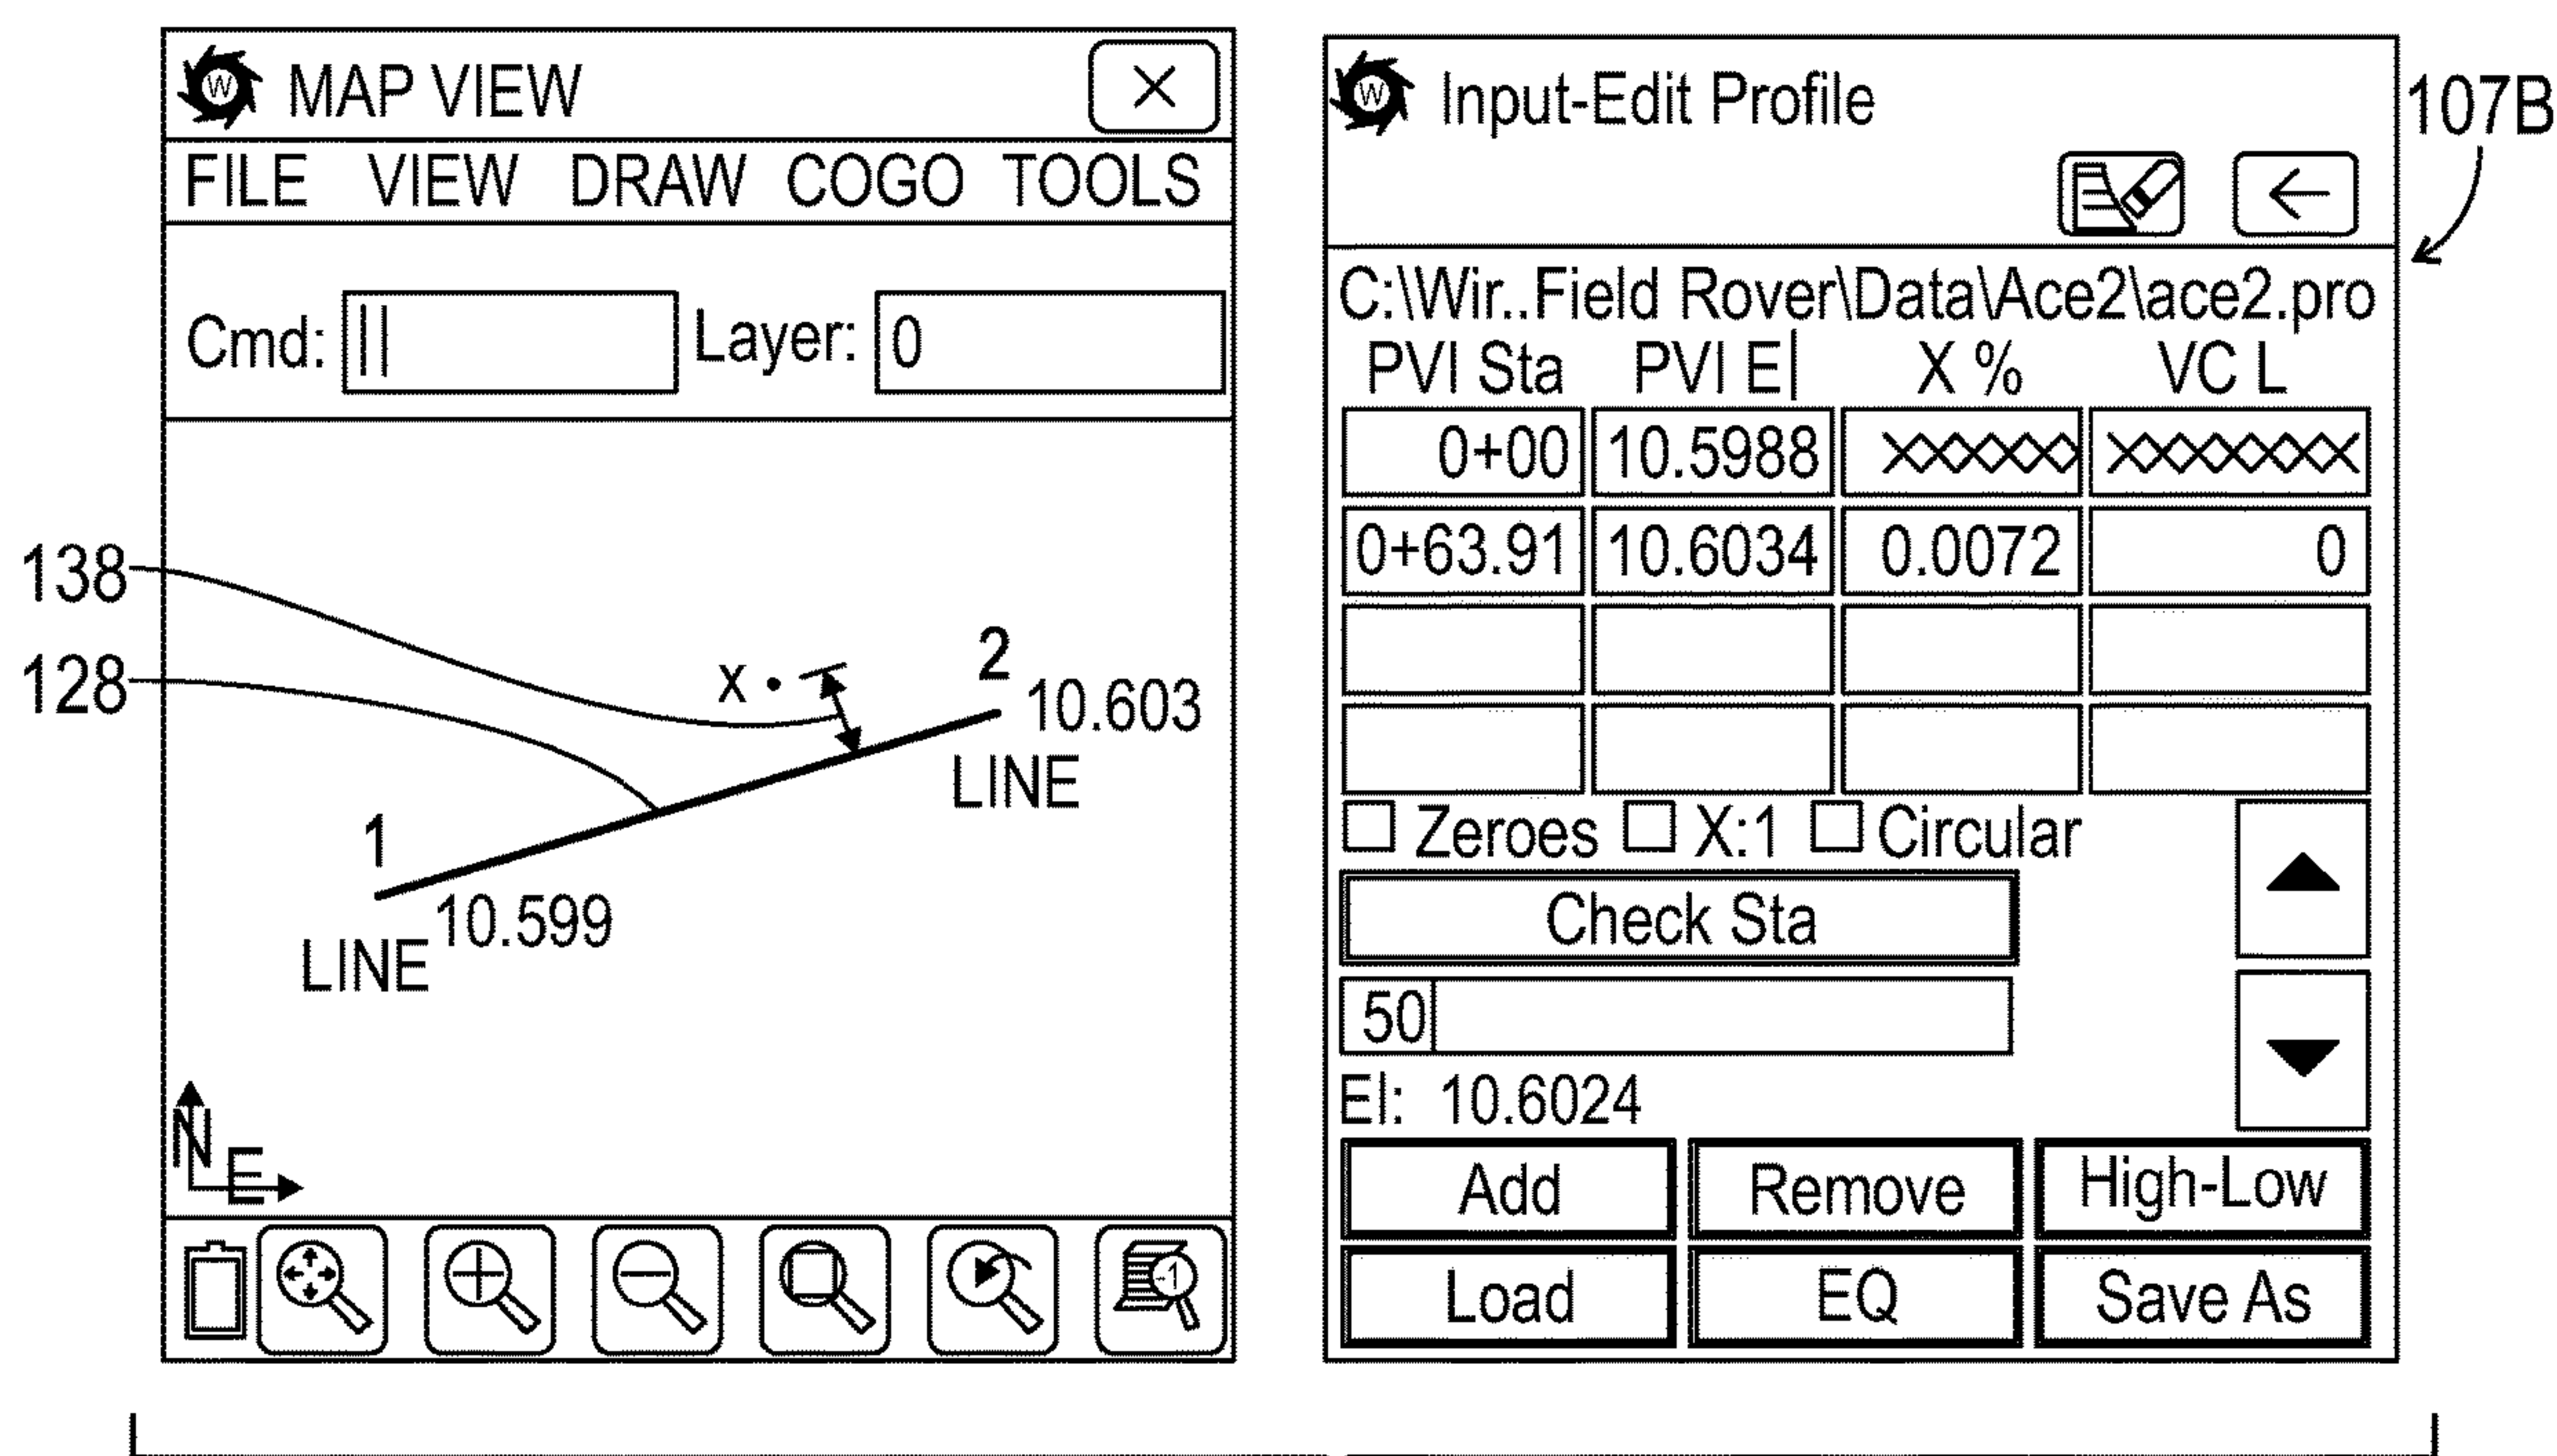 W MAP VIEW
FILE VIEW DRAW COGO TOOLS
Cmd: || Layer: 0
138
128
X
2
10.603
LINE
1
10.599
LINE
N
E
-1
W Input-Edit Profile
107B
C:\Wir..Field Rover\Data\Ace2\ace2.pro
PVI Sta PVI El X % VC L
0+00 10.5988 XXXXX XXXXXX
0+63.91 10.6034 0.0072 0
Zeroes X:1 Circular
Check Sta
50
El: 10.6024
Add Remove High-Low
Load EQ Save As